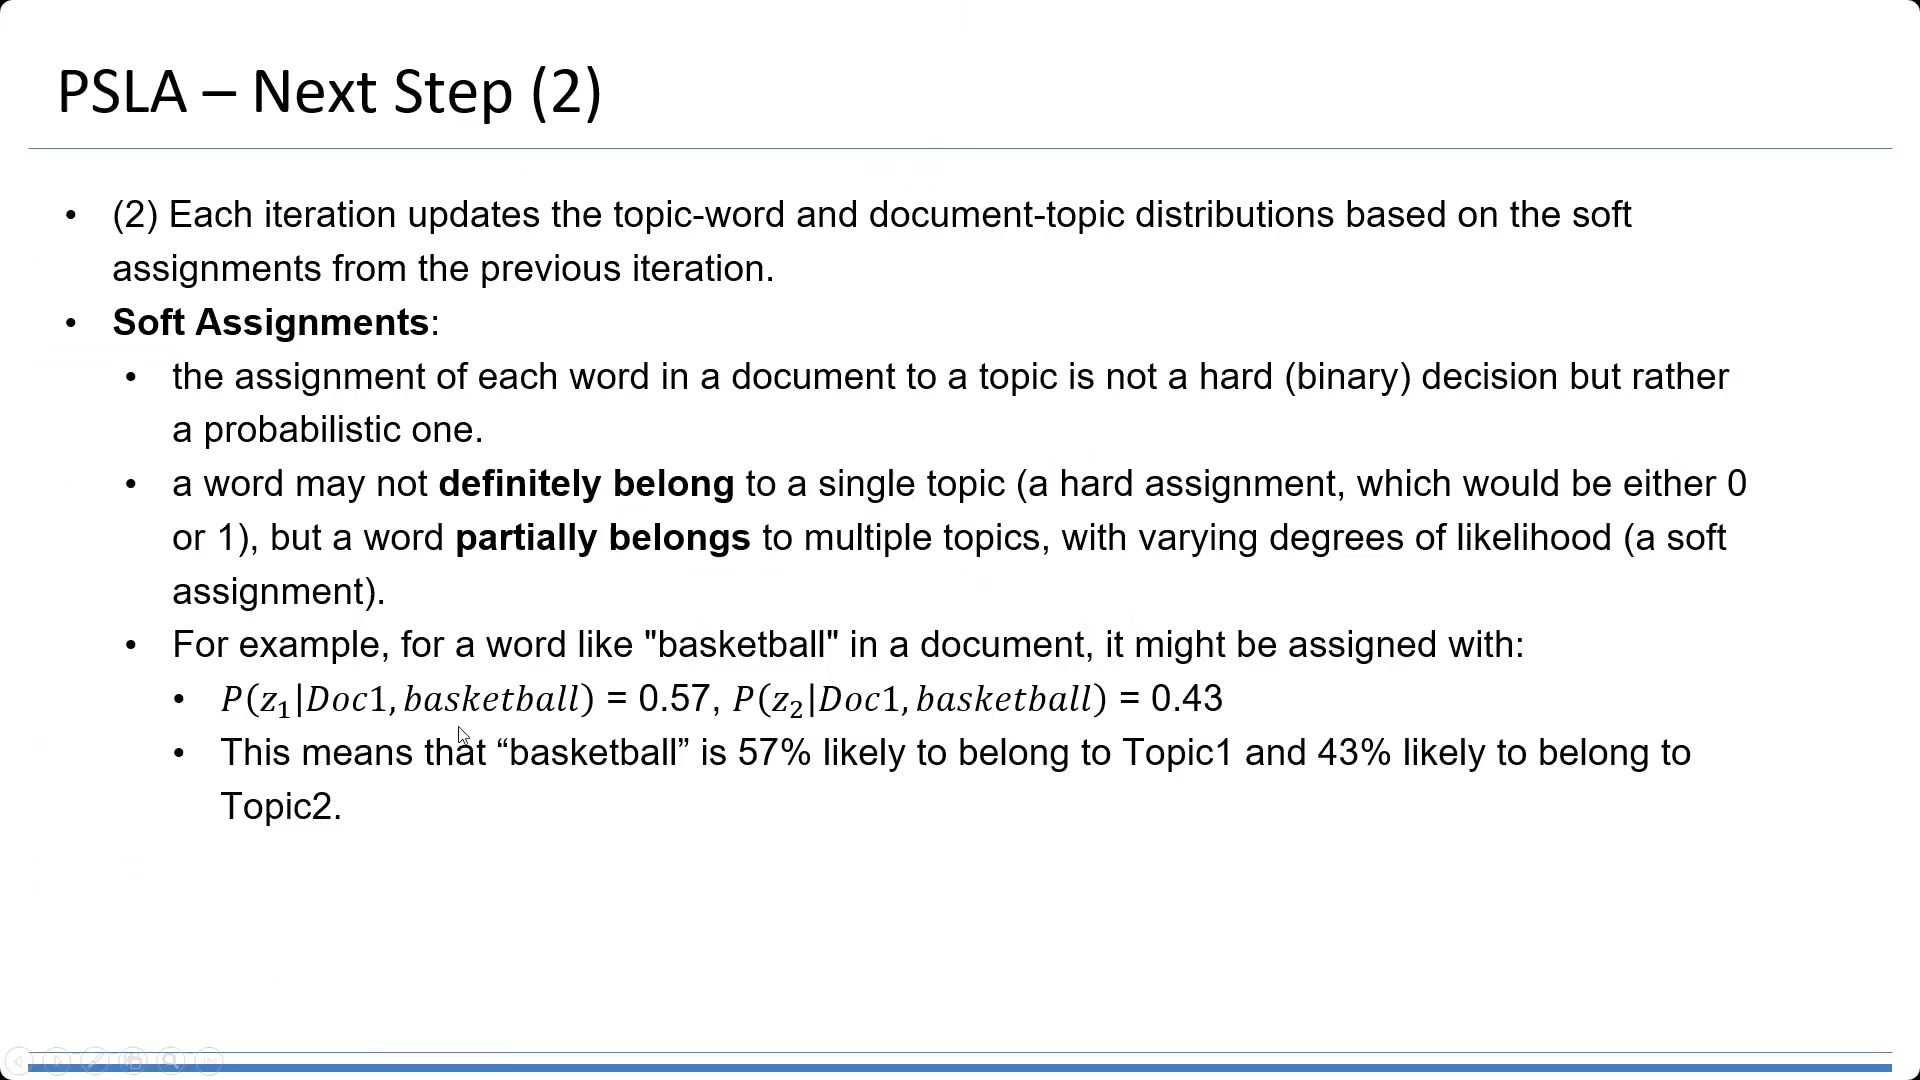 PSLA – Next Step (2)
• (2) Each iteration updates the topic-word and document-topic distributions based on the soft
assignments from the previous iteration.
• Soft Assignments:
• the assignment of each word in a document to a topic is not a hard (binary) decision but rather
a probabilistic one.
• a word may not definitely belong to a single topic (a hard assignment, which would be either 0
or 1), but a word partially belongs to multiple topics, with varying degrees of likelihood (a soft
assignment).
• For example, for a word like "basketball" in a document, it might be assigned with:
• P(z₁|Doc1, basketball) = 0.57, P(z₂|Doc1, basketball) = 0.43
• This means that “basketball” is 57% likely to belong to Topic1 and 43% likely to belong to
Topic2.